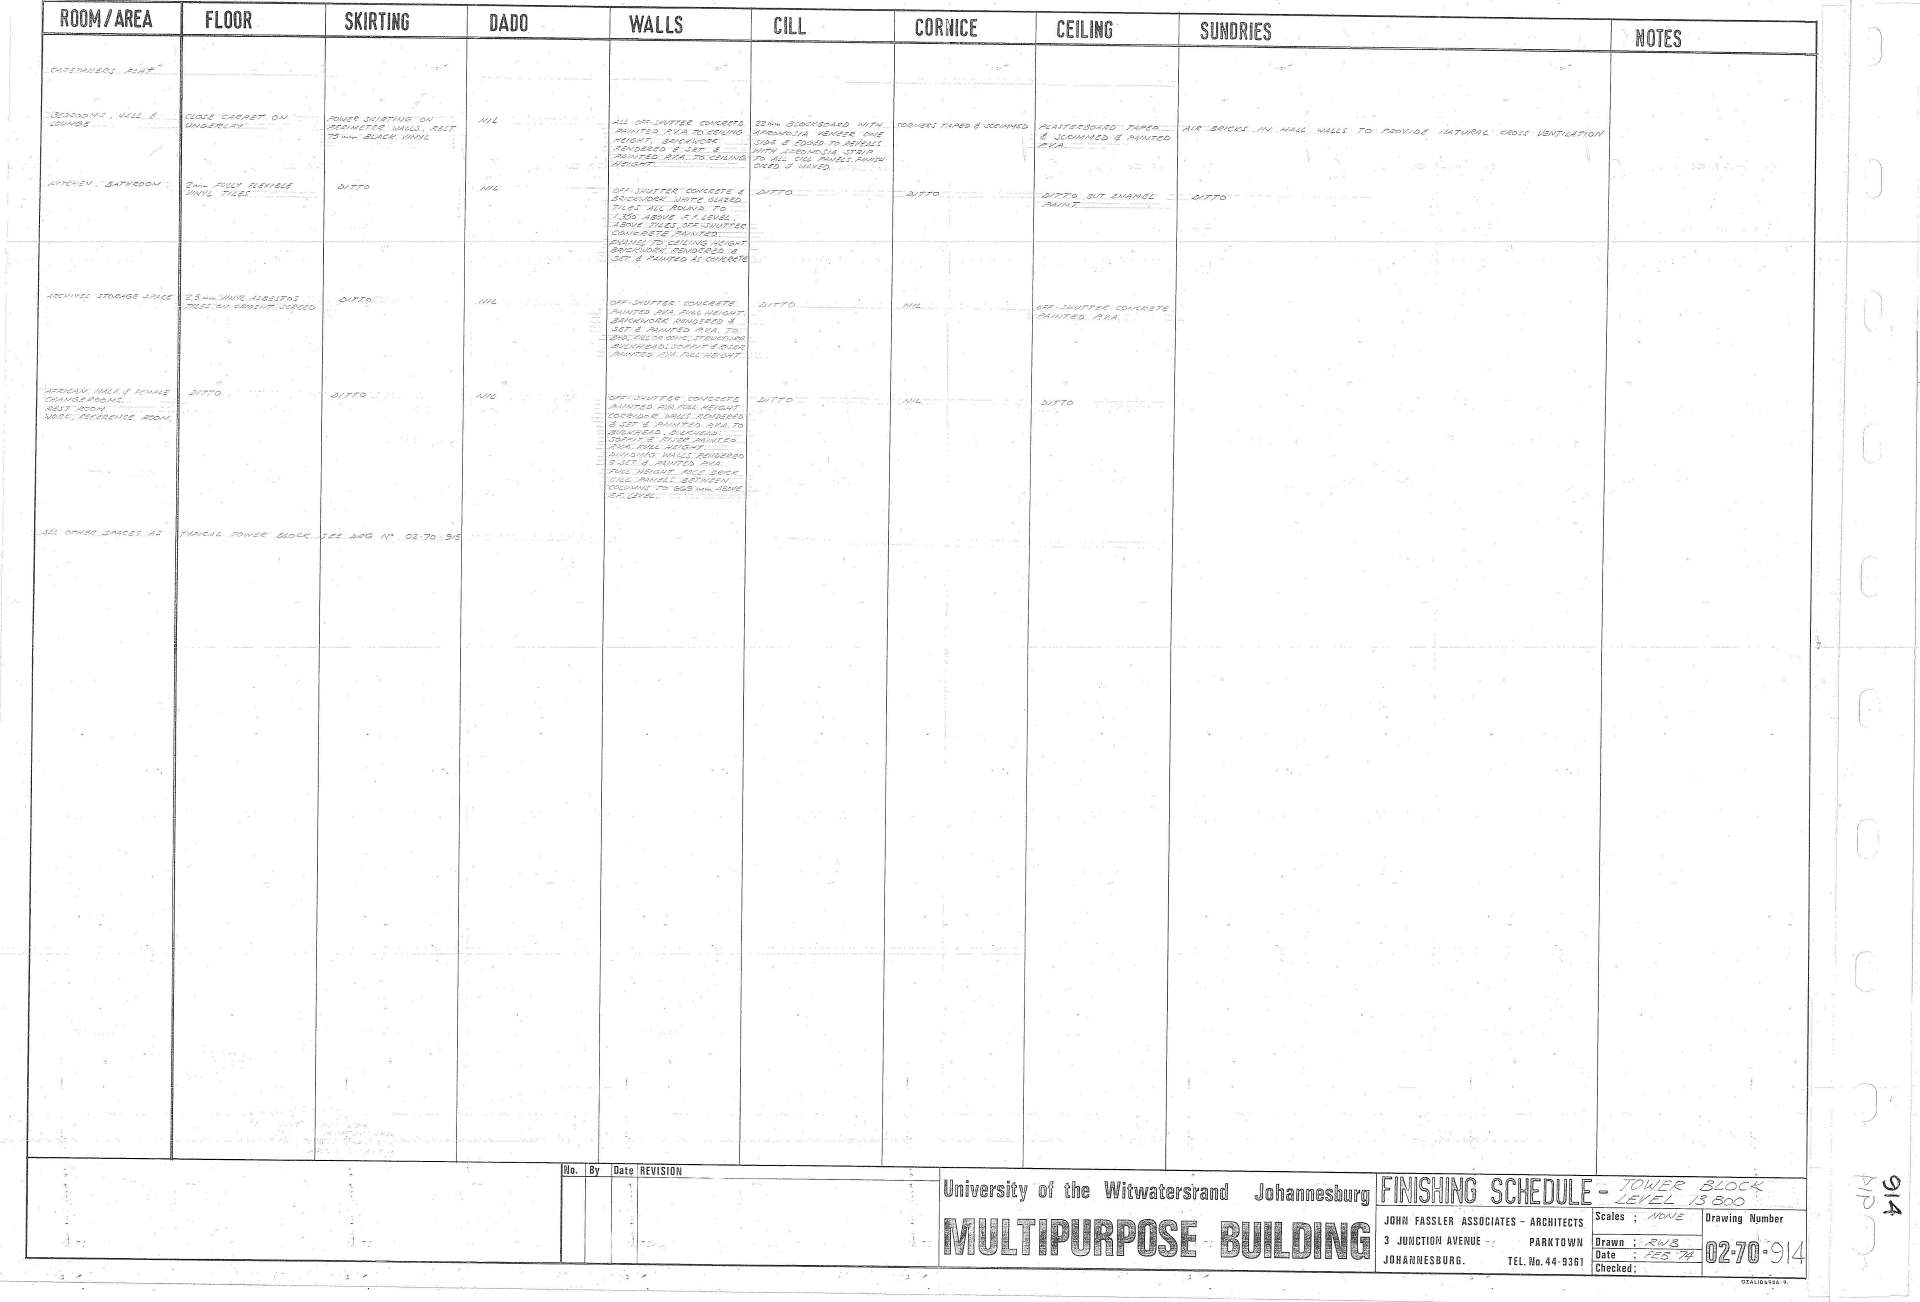 ROOM/AREA FLOOR SKIRTING DADO WALLS CILL CORNICE CEILING SUNDRIES NOTES
CARETAKERS FLAT
BEDROOMS, HALL &
LOUNGE
CLOSE CARPET ON
UNDERLAY
POWER SKIRTING ON
PERIMETER WALLS, REST
75mm BLACK VINYL
NIL
ALL OFF-SHUTTER CONCRETE
PAINTED P.V.A. TO CEILING
HEIGHT. BRICKWORK
RENDERED & SET &
PAINTED P.V.A. TO CEILING
HEIGHT
22mm BLOCKBOARD WITH
AFROMOSIA VENEER ONE
SIDE & EDGED TO REVEALS
WITH AFROMOSIA STRIP
TO ALL CILL PANELS. FINISH
OILED & WAXED
CORNERS TAPED & SCRIMMED
PLASTERBOARD TAPED
& SCRIMMED & PAINTED
P.V.A.
AIR BRICKS IN HALL WALLS TO PROVIDE NATURAL CROSS VENTILATION
KITCHEN, BATHROOM
2mm FULLY FLEXIBLE
VINYL TILES
DITTO
NIL
OFF-SHUTTER CONCRETE &
BRICKWORK WHITE GLAZED
TILES ALL ROUND TO
1,350 ABOVE F.F. LEVEL,
ABOVE TILES, OFF-SHUTTER
CONCRETE PAINTED
ENAMEL TO CEILING HEIGHT
BRICKWORK RENDERED &
SET & PAINTED AS CONCRETE
DITTO
DITTO
DITTO BUT ENAMEL
PAINT
DITTO
ARCHIVES STORAGE SPACE
2,5mm VINYL ASBESTOS
TILES ON CEMENT SCREED
DITTO
NIL
OFF-SHUTTER CONCRETE
PAINTED P.V.A. FULL HEIGHT.
BRICKWORK RENDERED &
SET & PAINTED P.V.A. TO
CONC. STRUCTURE
BULKHEADS, SOFFIT & RISER
PAINTED P.V.A. FULL HEIGHT
DITTO
NIL
OFF-SHUTTER CONCRETE
PAINTED P.V.A.
AFRICAN MALE & FEMALE
CHANGEROOMS
REST ROOM
WORK, REFERENCE ROOM.
DITTO
DITTO
NIL
OFF-SHUTTER CONCRETE
PAINTED PVA FULL HEIGHT
CORRIDOR WALLS RENDERED
& SET & PAINTED P.V.A. TO
BULKHEAD, BULKHEAD
SOFFIT & RISER PAINTED
P.V.A. FULL HEIGHT.
DIVIDING WALLS RENDERED
& SET & PAINTED P.V.A.
FULL HEIGHT. FACE BRICK
CILL PANELS BETWEEN
COLUMNS TO 663mm ABOVE
F.F. LEVEL.
DITTO
NIL
DITTO
ALL OTHER SPACES AS TYPICAL TOWER BLOCK SEE DRG No 02-70-915
No. By Date REVISION
University of the Witwatersrand Johannesburg
MULTIPURPOSE BUILDING
FINISHING SCHEDULE - TOWER BLOCK
LEVEL 13 800
JOHN FASSLER ASSOCIATES - ARCHITECTS
3 JUNCTION AVENUE - PARKTOWN
JOHANNESBURG. TEL. No. 44-9361
Scales : NONE
Drawn : RWB
Date : FEB 74
Checked:
Drawing Number
02-70-914
914